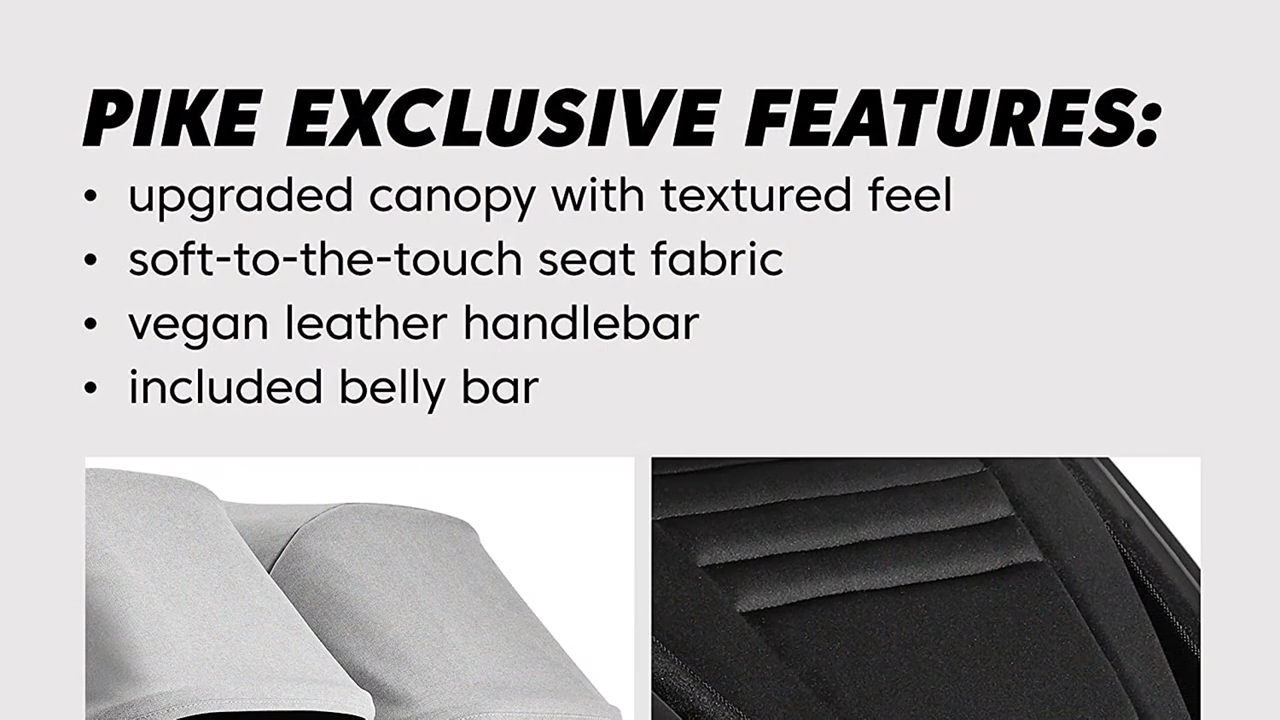 PIKE EXCLUSIVE FEATURES:
• upgraded canopy with textured feel
• soft-to-the-touch seat fabric
• vegan leather handlebar
• included belly bar